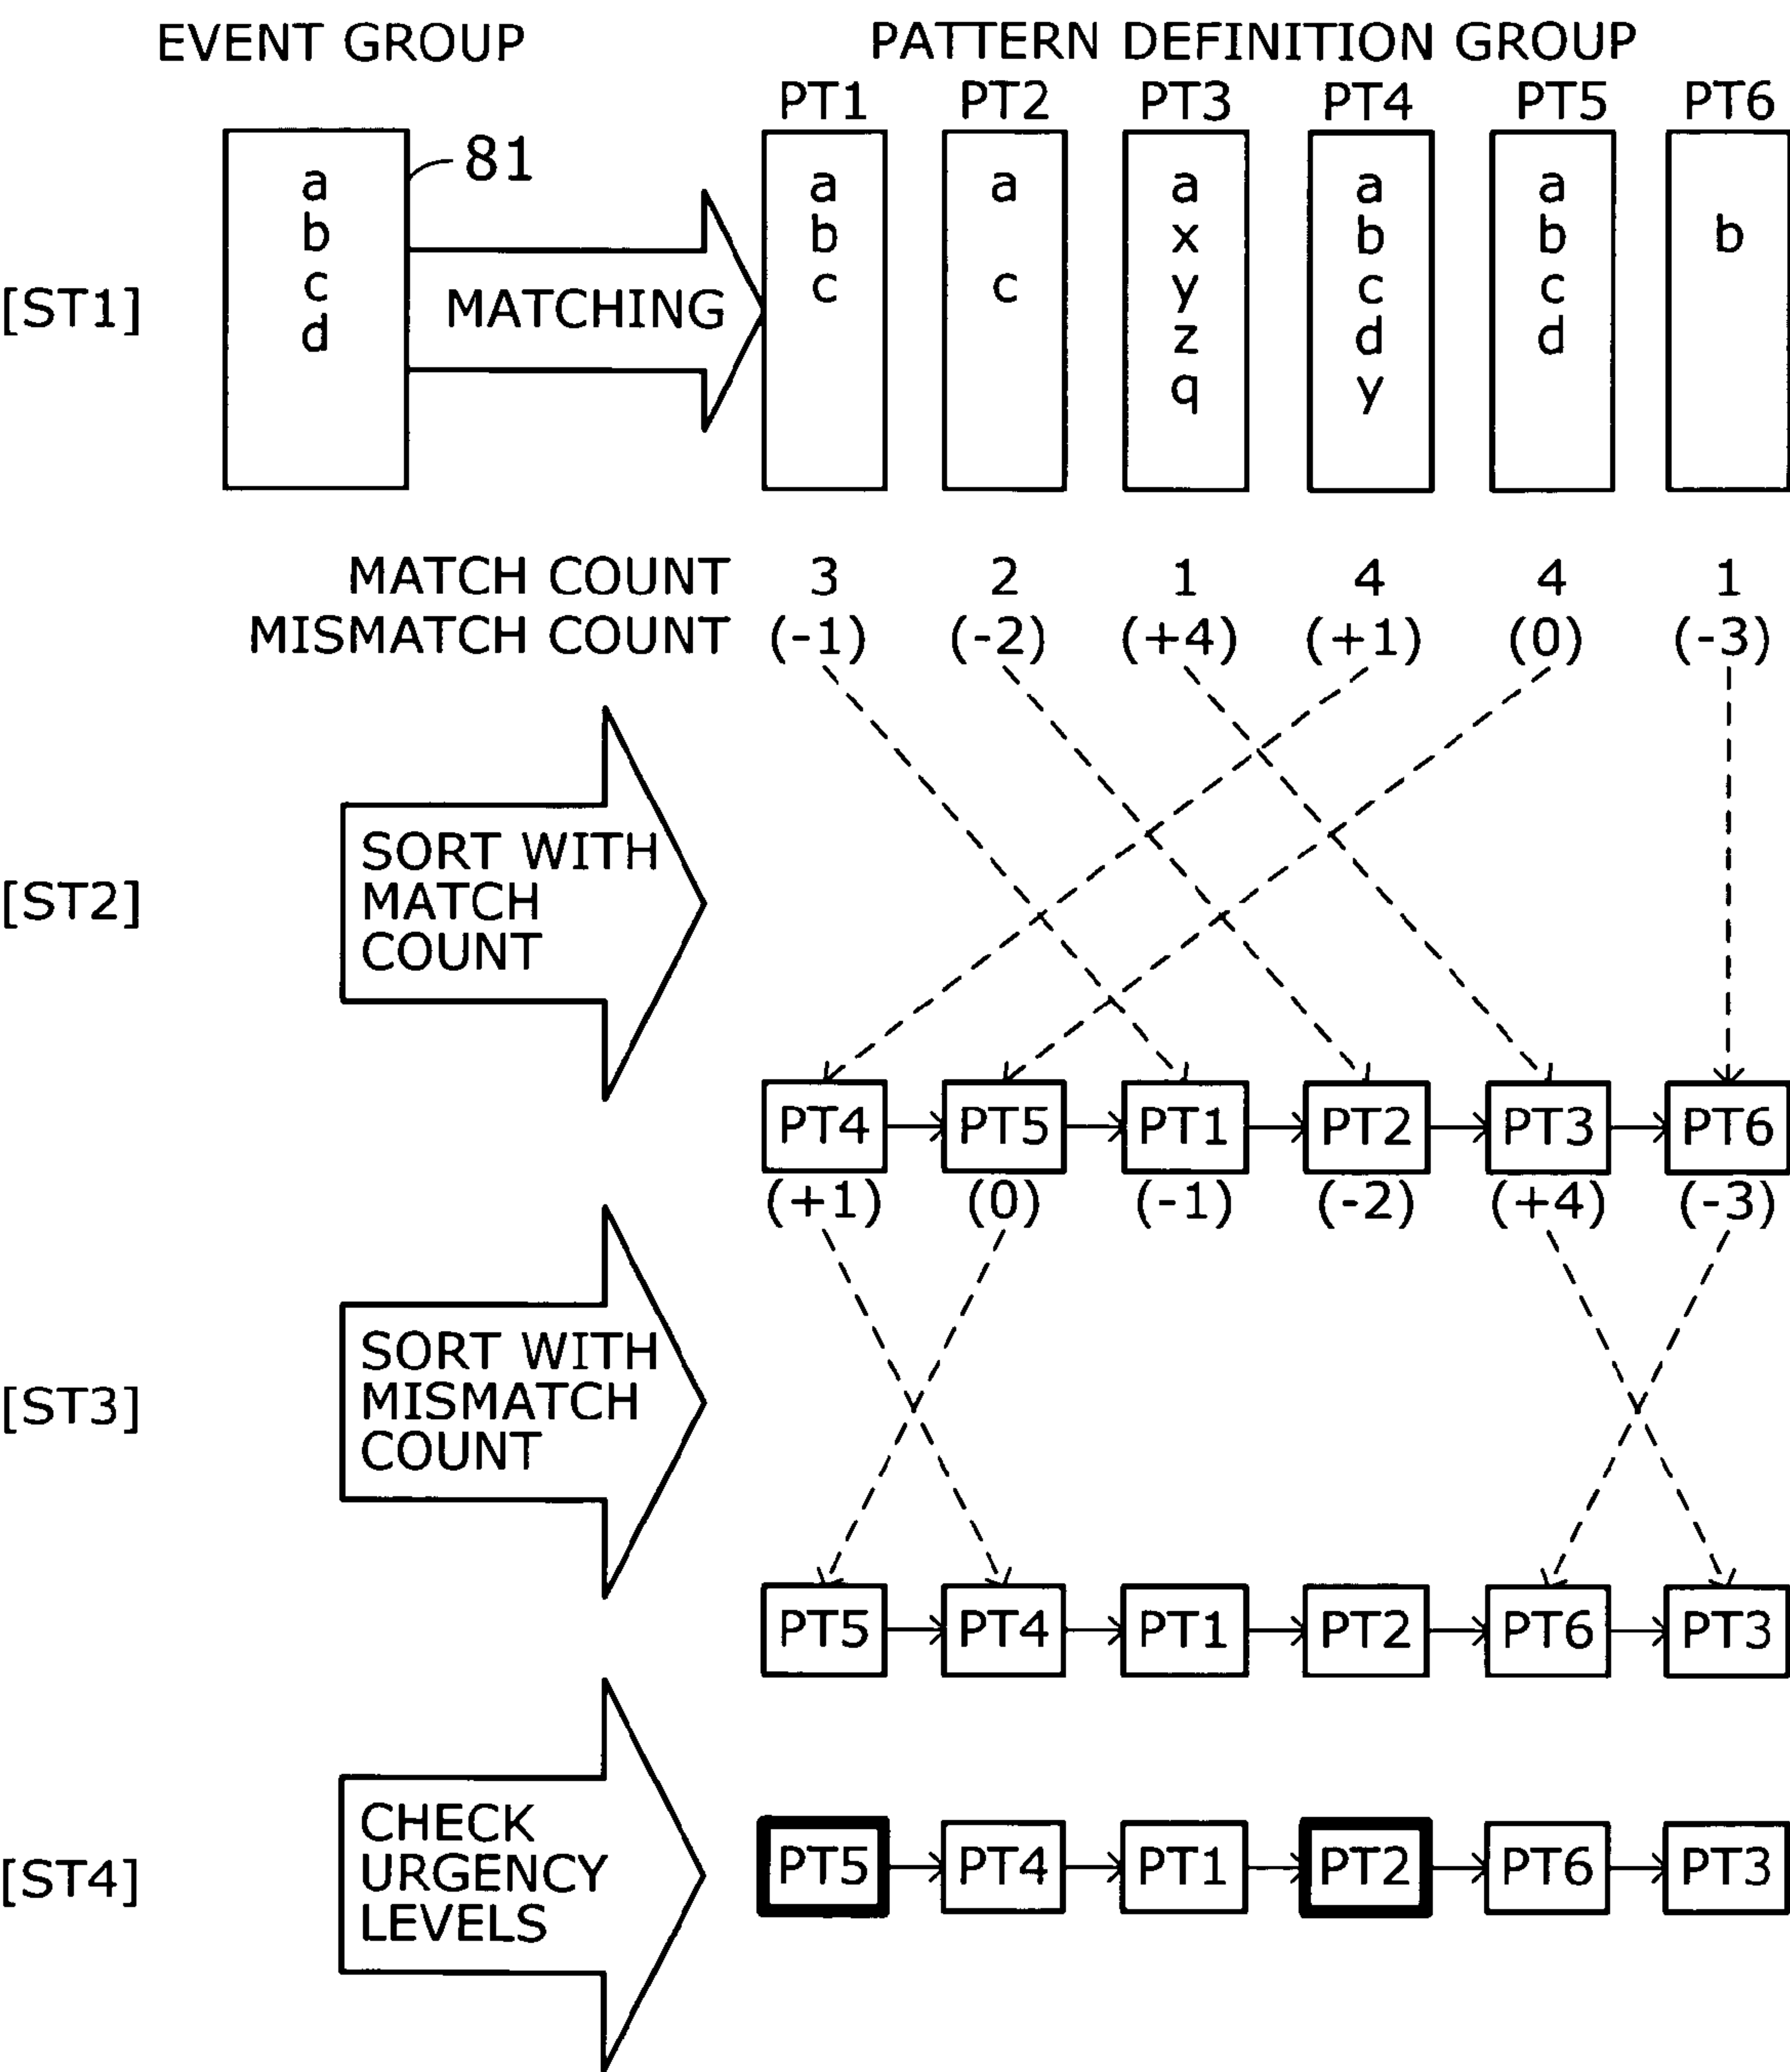 EVENT GROUP PATTERN DEFINITION GROUP
PT1 PT2 PT3 PT4 PT5 PT6
81
a a a a a a
b b x b b b
c c c y c c
d z d d
q y
[ST1] MATCHING
MATCH COUNT 3 2 1 4 4 1
MISMATCH COUNT (-1) (-2) (+4) (+1) (0) (-3)
[ST2]
SORT WITH
MATCH
COUNT
PT4 PT5 PT1 PT2 PT3 PT6
(+1) (0) (-1) (-2) (+4) (-3)
[ST3]
SORT WITH
MISMATCH
COUNT
PT5 PT4 PT1 PT2 PT6 PT3
[ST4]
CHECK
URGENCY
LEVELS
PT5 PT4 PT1 PT2 PT6 PT3